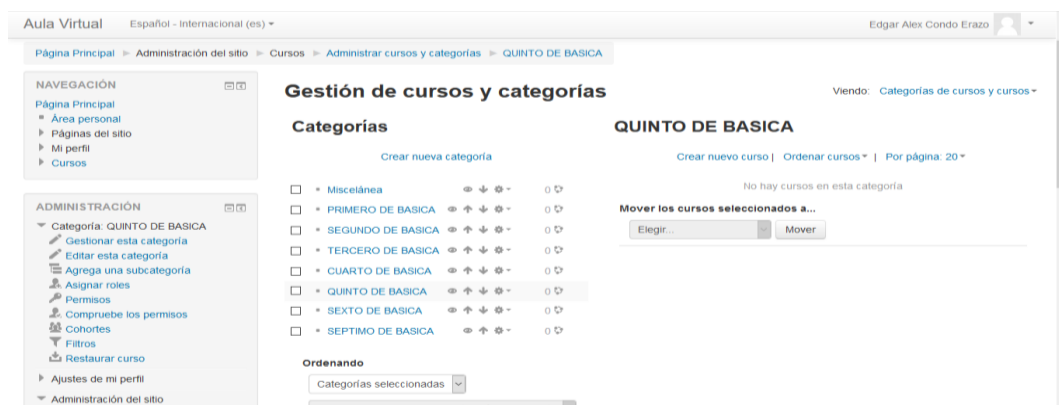 Aula Virtual Español - Internacional (es)
Edgar Alex Condo Erazo
Página Principal Administración del sitio Cursos Administrar cursos y categorías QUINTO DE BASICA
NAVEGACIÓN
Página Principal
Área personal
Páginas del sitio
Mi perfil
Cursos
ADMINISTRACIÓN
Categoría: QUINTO DE BASICA
Gestionar esta categoría
Editar esta categoría
Agrega una subcategoría
Asignar roles
Permisos
Compruebe los permisos
Cohortes
Filtros
Restaurar curso
Ajustes de mi perfil
Administración del sitio
Gestión de cursos y categorías
Viendo: Categorías de cursos y cursos
Categorías
Crear nueva categoría
Miscelánea 0
PRIMERO DE BASICA 0
SEGUNDO DE BASICA 0
TERCERO DE BASICA 0
CUARTO DE BASICA 0
QUINTO DE BASICA 0
SEXTO DE BASICA 0
SEPTIMO DE BASICA 0
Ordenando
Categorías seleccionadas
QUINTO DE BASICA
Crear nuevo curso | Ordenar cursos | Por página: 20
No hay cursos en esta categoría
Mover los cursos seleccionados a...
Elegir... Mover